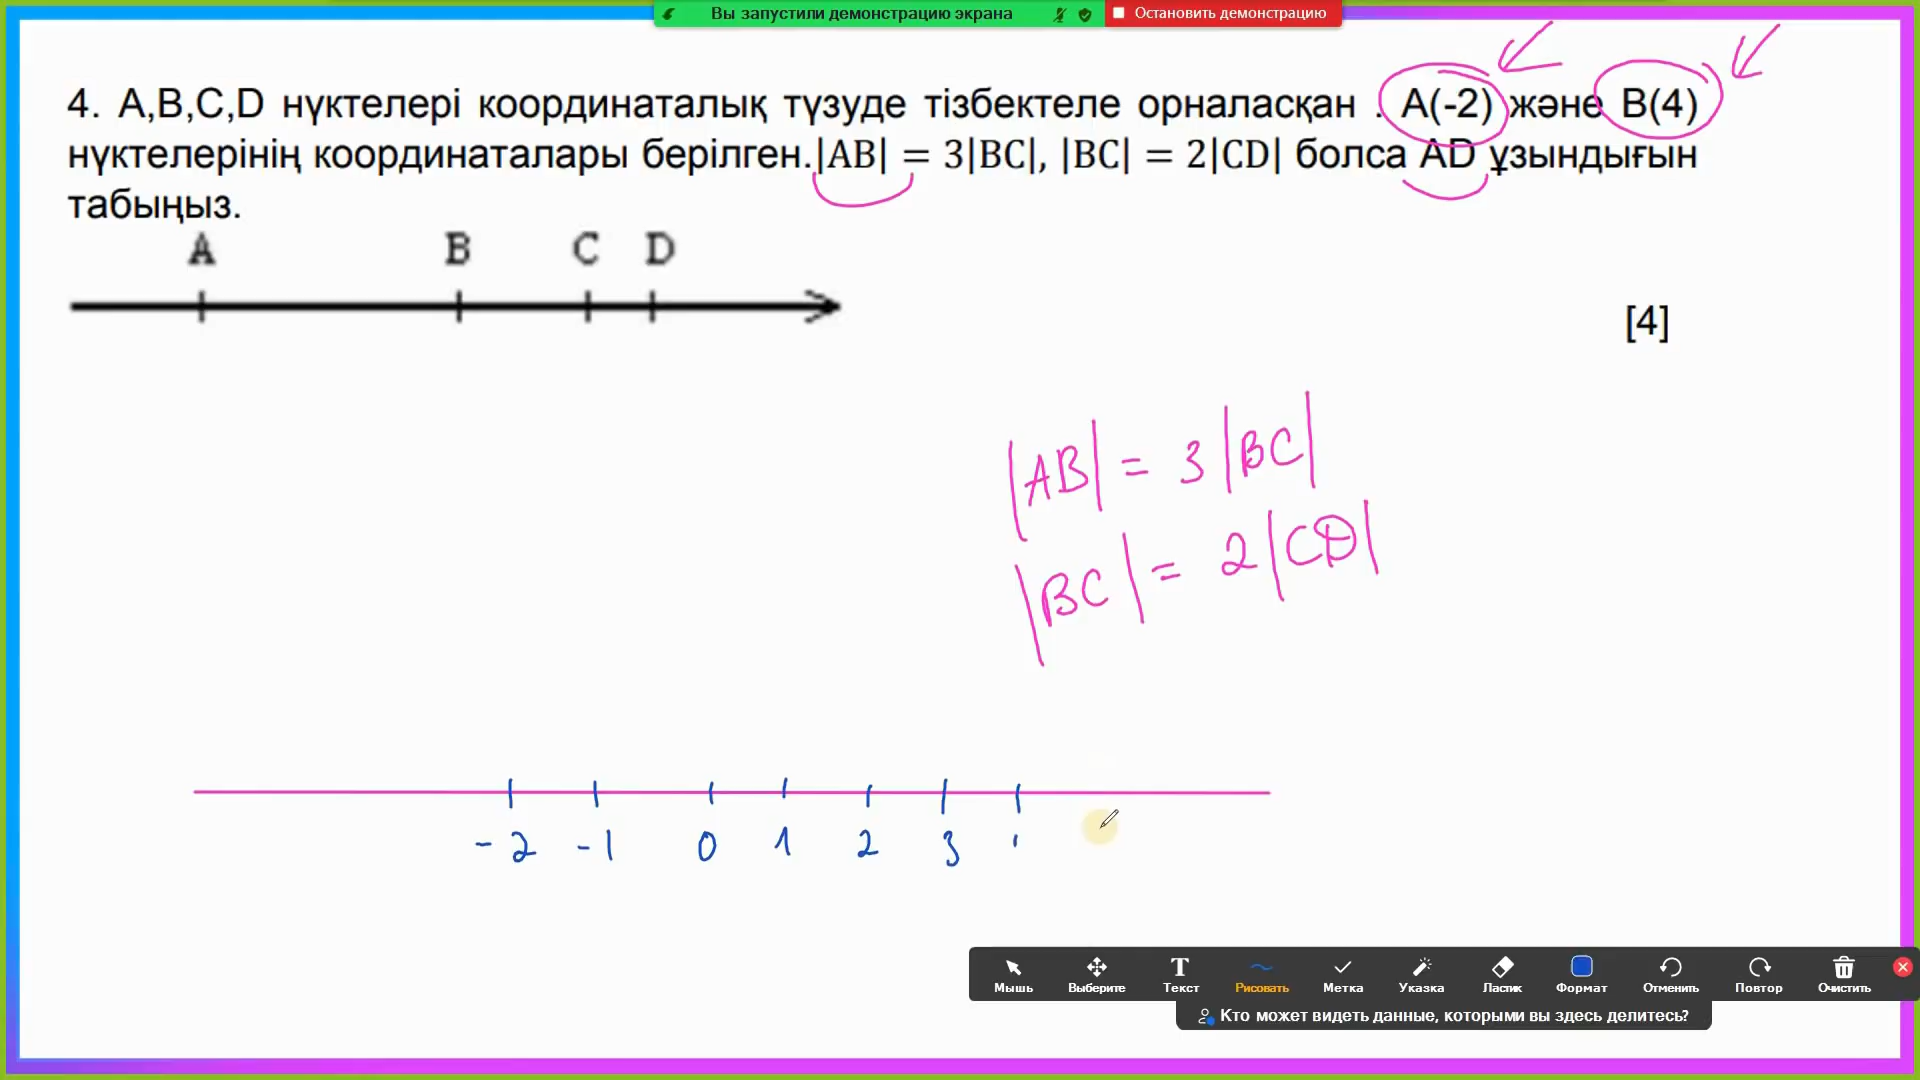 Вы запустили демонстрацию экрана
Остановить демонстрацию
4. A,B,C,D нүктелері координаталық түзуде тізбектеле орналасқан . A(-2) және B(4)
нүктелерінің координаталары берілген.|AB| = 3|BC|, |BC| = 2|CD| болса AD ұзындығын
табыңыз.
A B C D
[4]
|AB| = 3|BC|
|BC| = 2|CD|
-2 -1 0 1 2 3
Мышь Выберите Текст Рисовать Метка Указка Ластик Формат Отменить Повтор Очистить
Кто может видеть данные, которыми вы здесь делитесь?